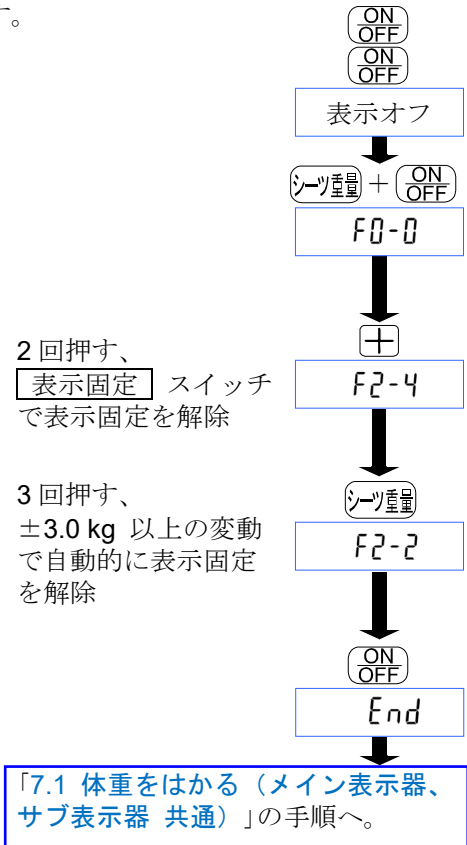 す。
ON
OFF
ON
OFF
表示オフ
シーツ重量 + ON
OFF
F0-0
+
2 回押す、
表示固定 スイッチ
で表示固定を解除
F2-4
3 回押す、
±3.0 kg 以上の変動
で自動的に表示固定
を解除
シーツ重量
F2-2
ON
OFF
End
「7.1 体重をはかる（メイン表示器、
サブ表示器 共通）」の手順へ。